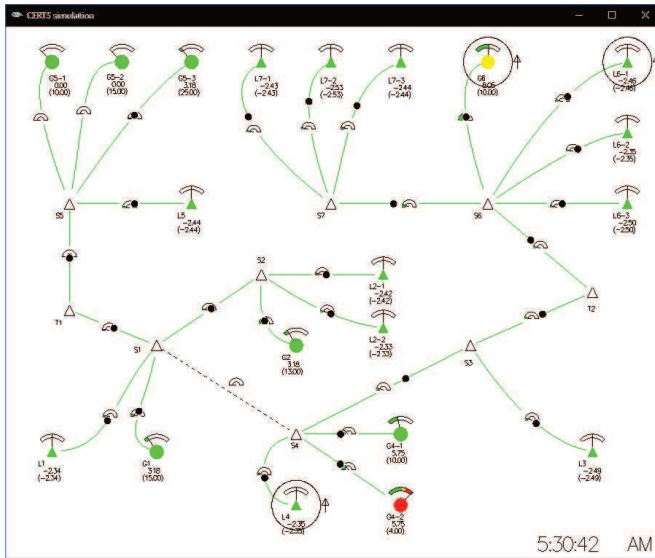 CERTS simulation
G5-1
0.00
(10.00)
G5-2
0.00
(15.00)
G5-3
3.18
(25.00)
L7-1
-2.43
(-2.43)
L7-2
-2.53
(-2.53)
L7-3
-2.44
(-2.44)
G6
8.05
(10.00)
L6-1
-2.46
(-2.46)
L6-2
-2.35
(-2.35)
S5
L5
-2.44
(-2.44)
S7
S6
L6-3
-2.50
(-2.50)
S2
L2-1
-2.42
(-2.42)
T1
T2
L2-2
-2.33
(-2.33)
S1
G2
3.18
(13.00)
S3
S4
G4-1
5.75
(10.00)
L1
-2.34
(-2.34)
G1
3.18
(15.00)
L3
-2.49
(-2.49)
L4
-2.35
(-2.35)
G4-2
5.75
(4.00)
5:30:42 AM